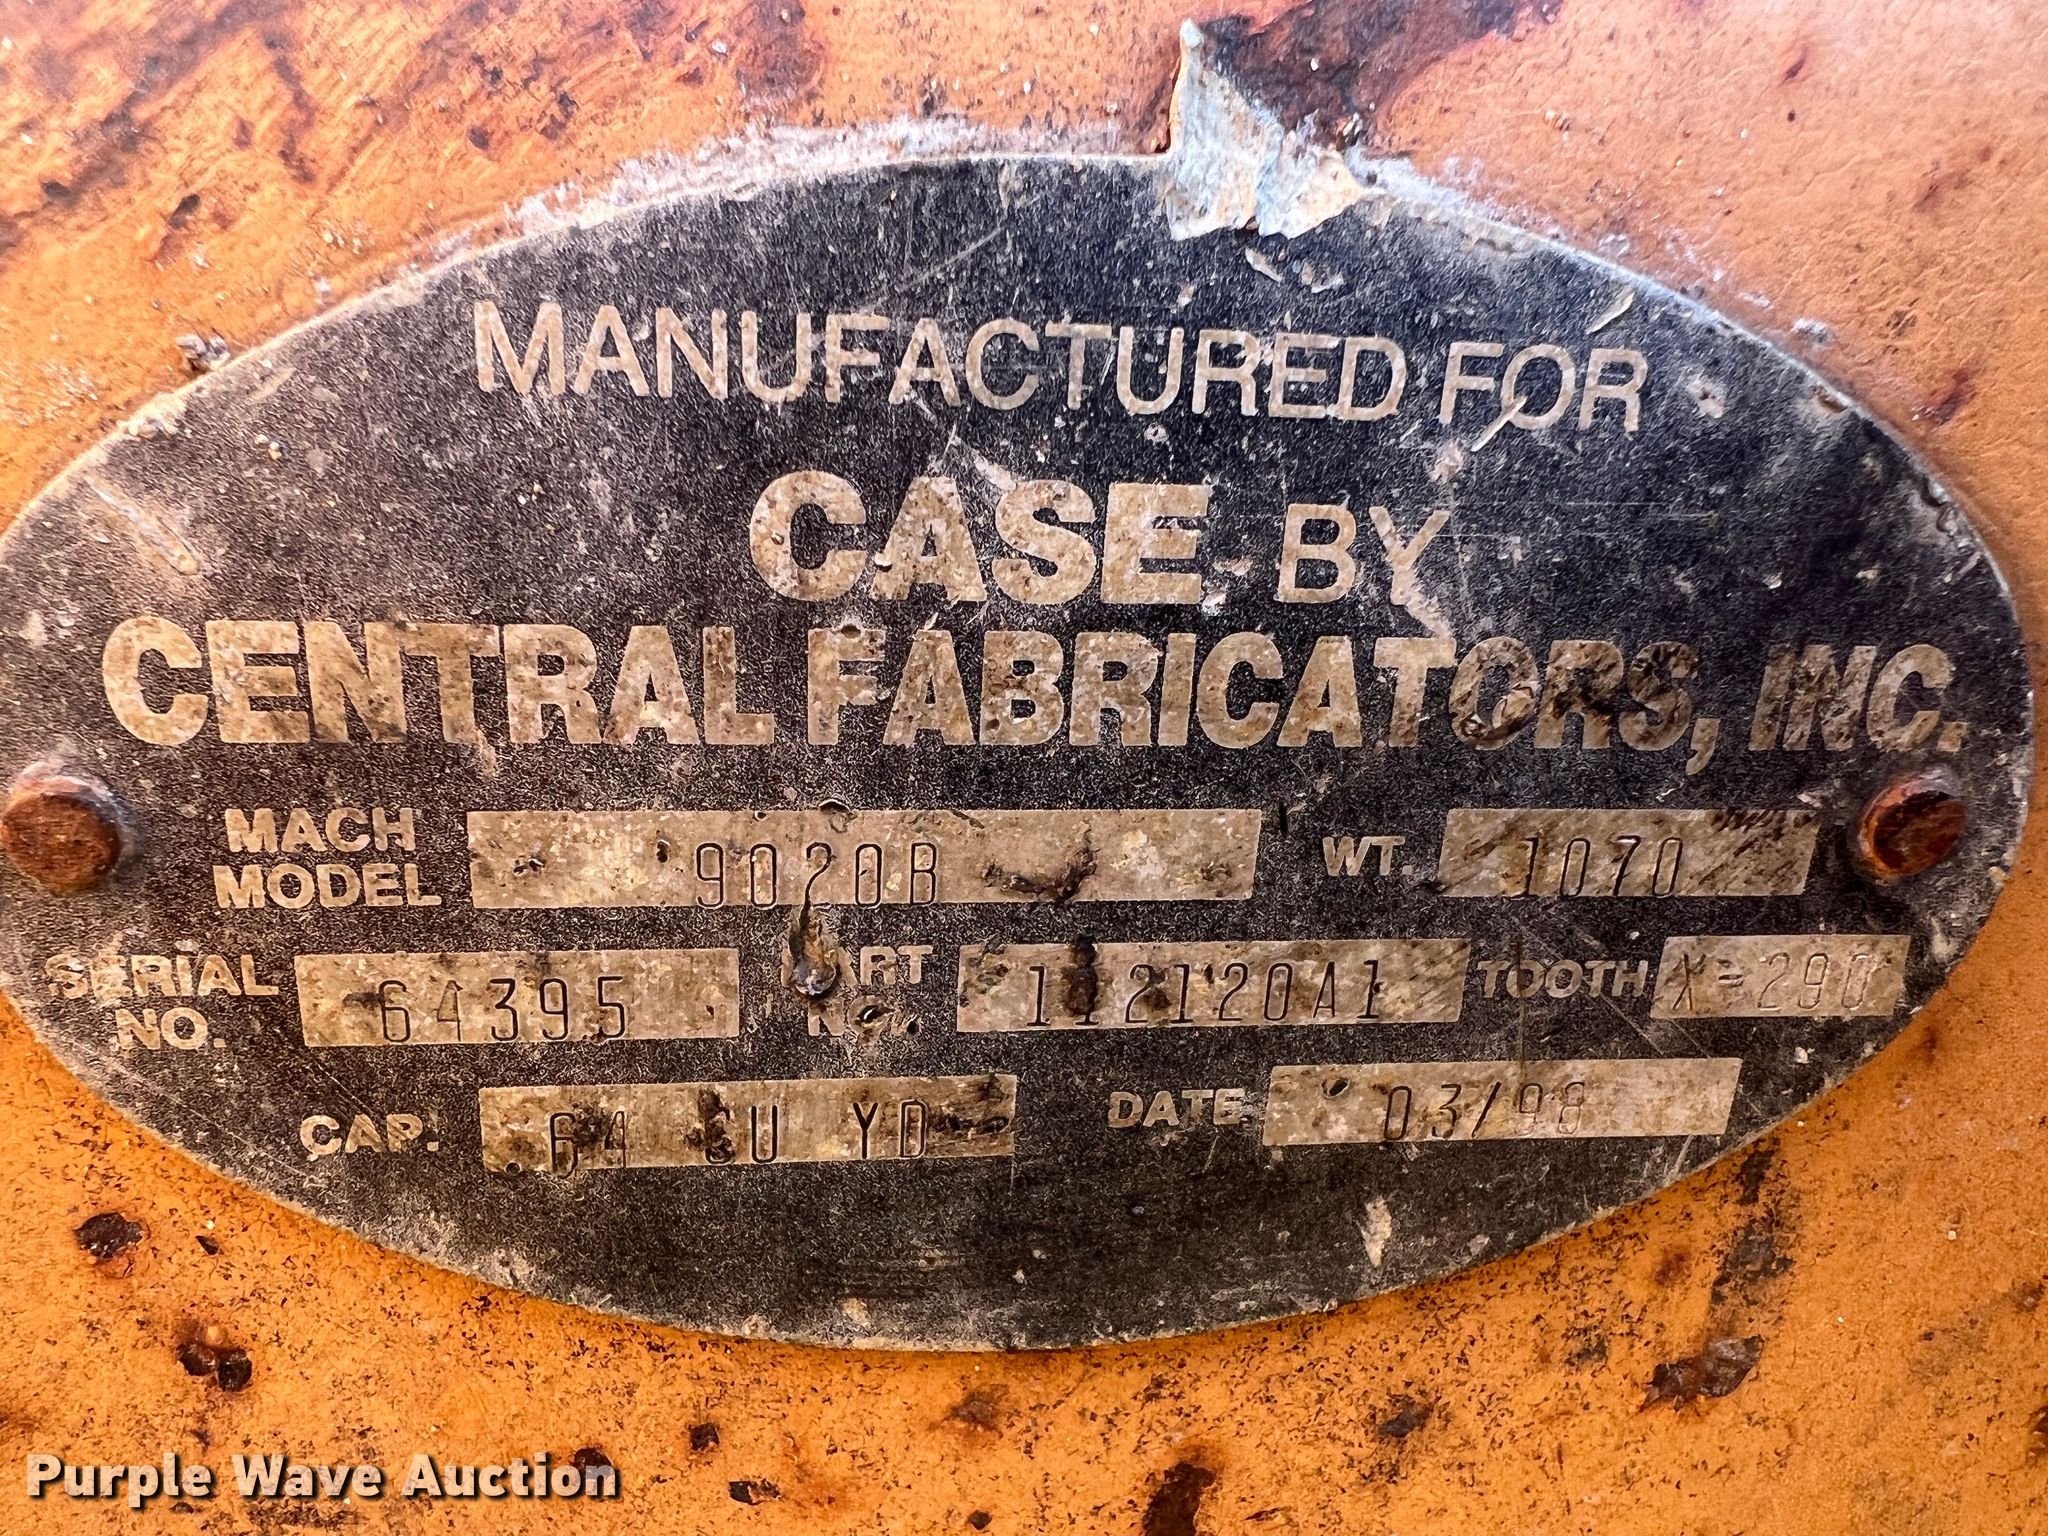 MANUFACTURED FOR
CASE BY
CENTRAL FABRICATORS, INC.
MACH MODEL 9020B WT. 1070
SERIAL NO. 64395 PART NO. 112120A1 TOOTH X-290
CAP. .64 CU YD DATE 03/98
Purple Wave Auction